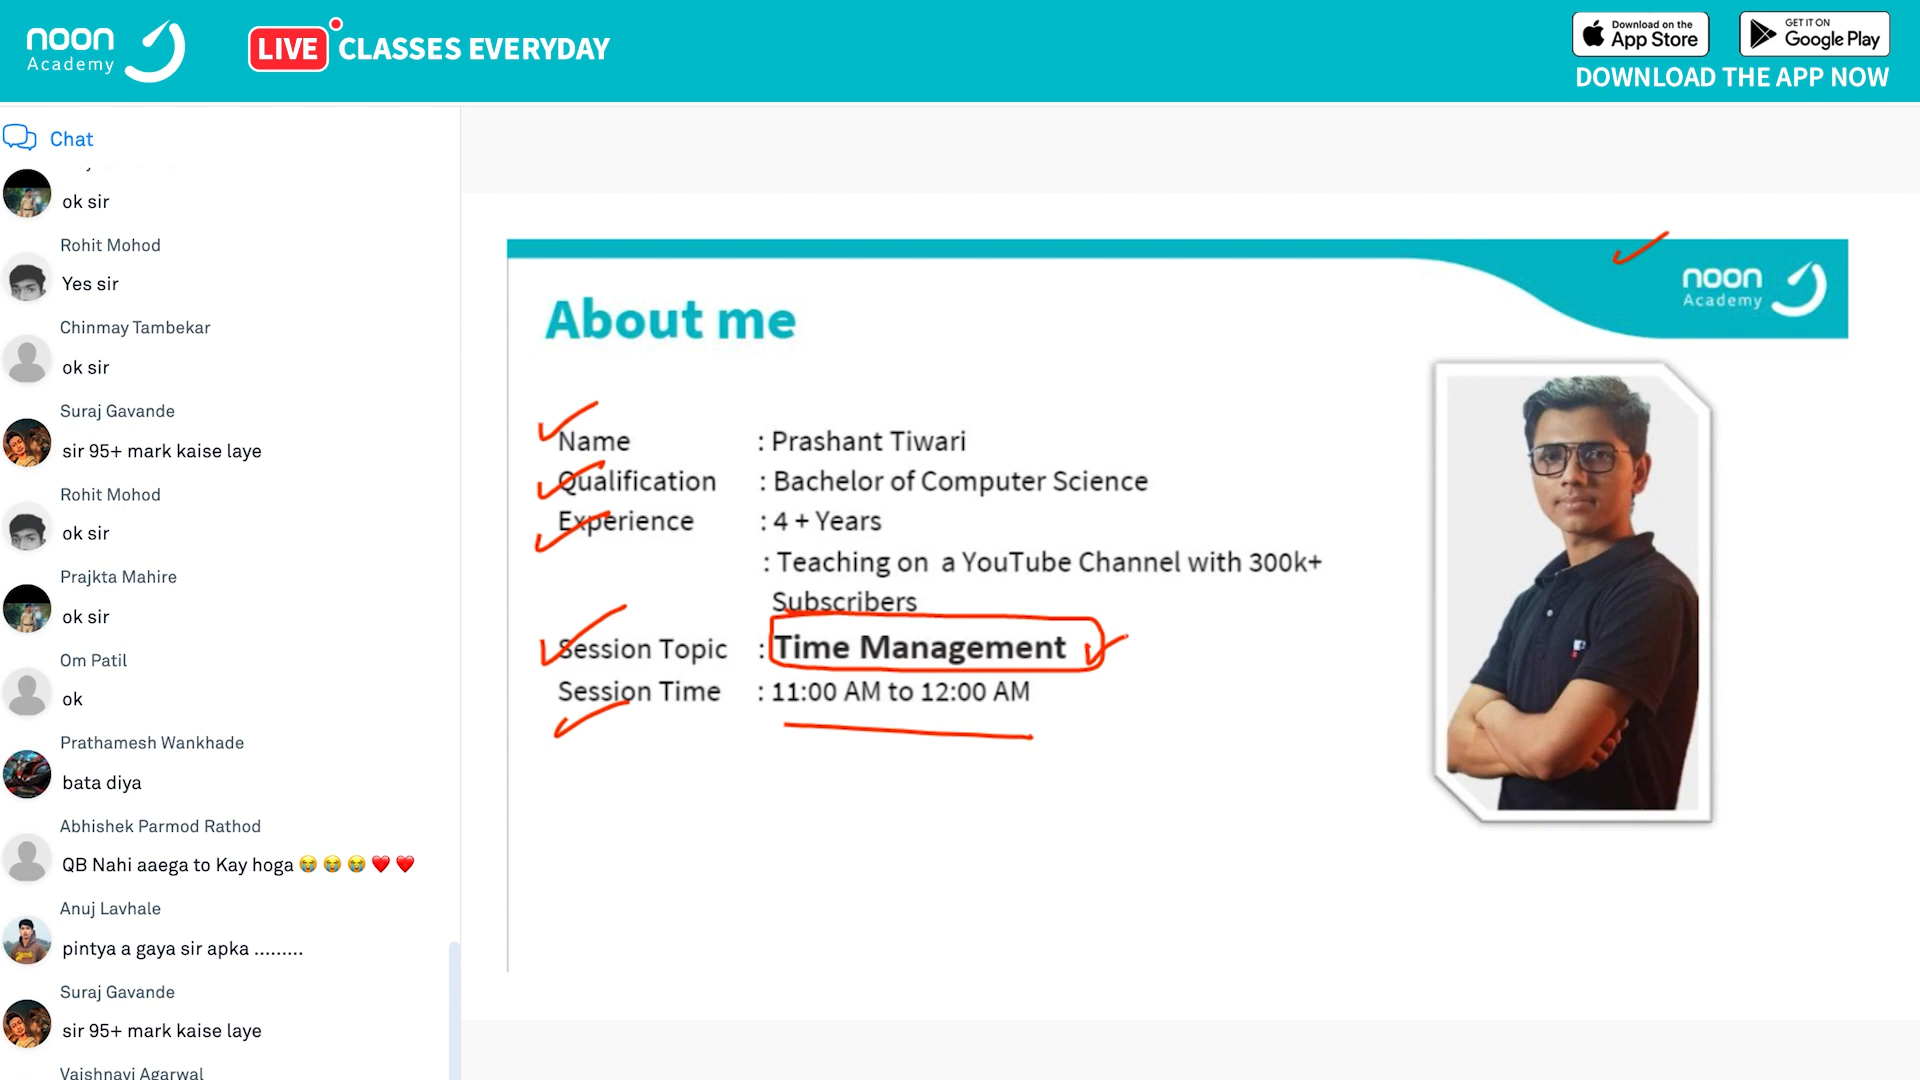 noon
Academy
LIVE CLASSES EVERYDAY
Download on the
App Store
GET IT ON
Google Play
DOWNLOAD THE APP NOW
Chat
ok sir
Rohit Mohod
Yes sir
Chinmay Tambekar
ok sir
Suraj Gavande
sir 95+ mark kaise laye
Rohit Mohod
ok sir
Prajkta Mahire
ok sir
Om Patil
ok
Prathamesh Wankhade
bata diya
Abhishek Parmod Rathod
QB Nahi aaega to Kay hoga 😭 😭 😭 ❤️ ❤️
Anuj Lavhale
pintya a gaya sir apka .........
Suraj Gavande
sir 95+ mark kaise laye
Vaishnavi Agarwal
noon
Academy
About me
Name : Prashant Tiwari
Qualification : Bachelor of Computer Science
Experience : 4 + Years
: Teaching on a YouTube Channel with 300k+
Subscribers
Session Topic : Time Management
Session Time : 11:00 AM to 12:00 AM